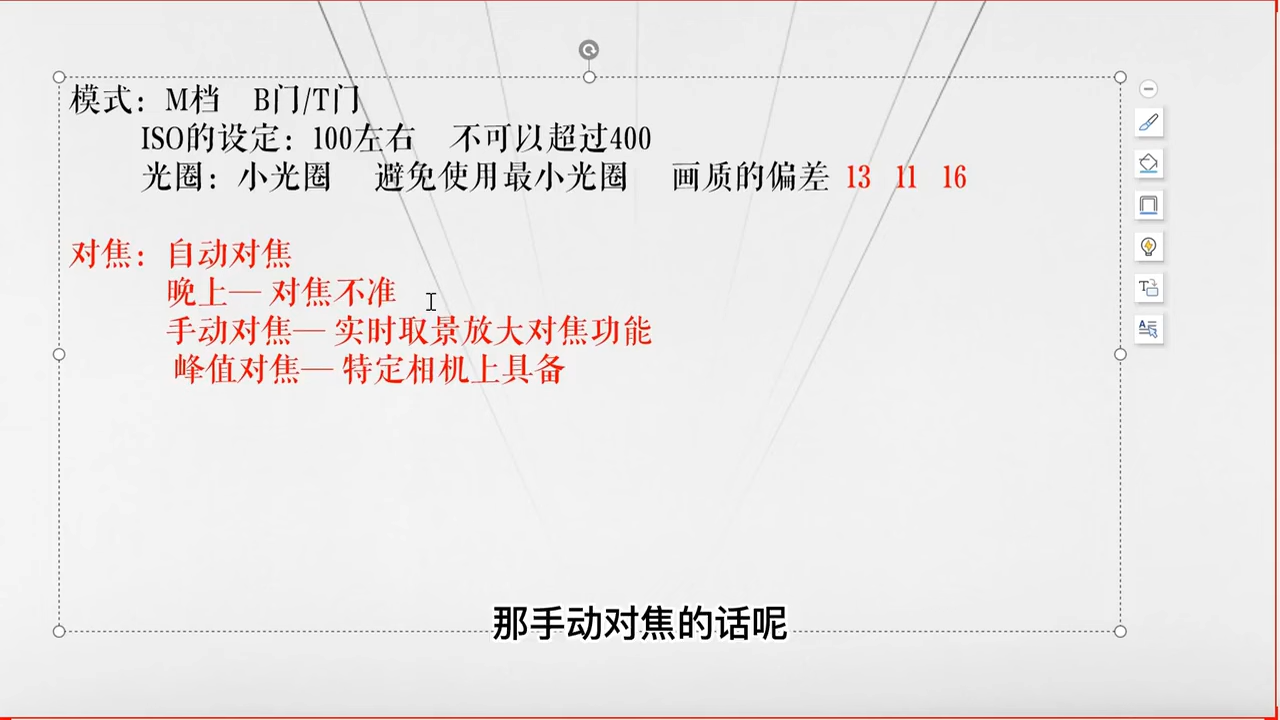 模式：M档 B门/T门
ISO的设定：100左右 不可以超过400
光圈：小光圈 避免使用最小光圈 画质的偏差 13 11 16
对焦：自动对焦
晚上— 对焦不准
手动对焦— 实时取景放大对焦功能
峰值对焦— 特定相机上具备
那手动对焦的话呢